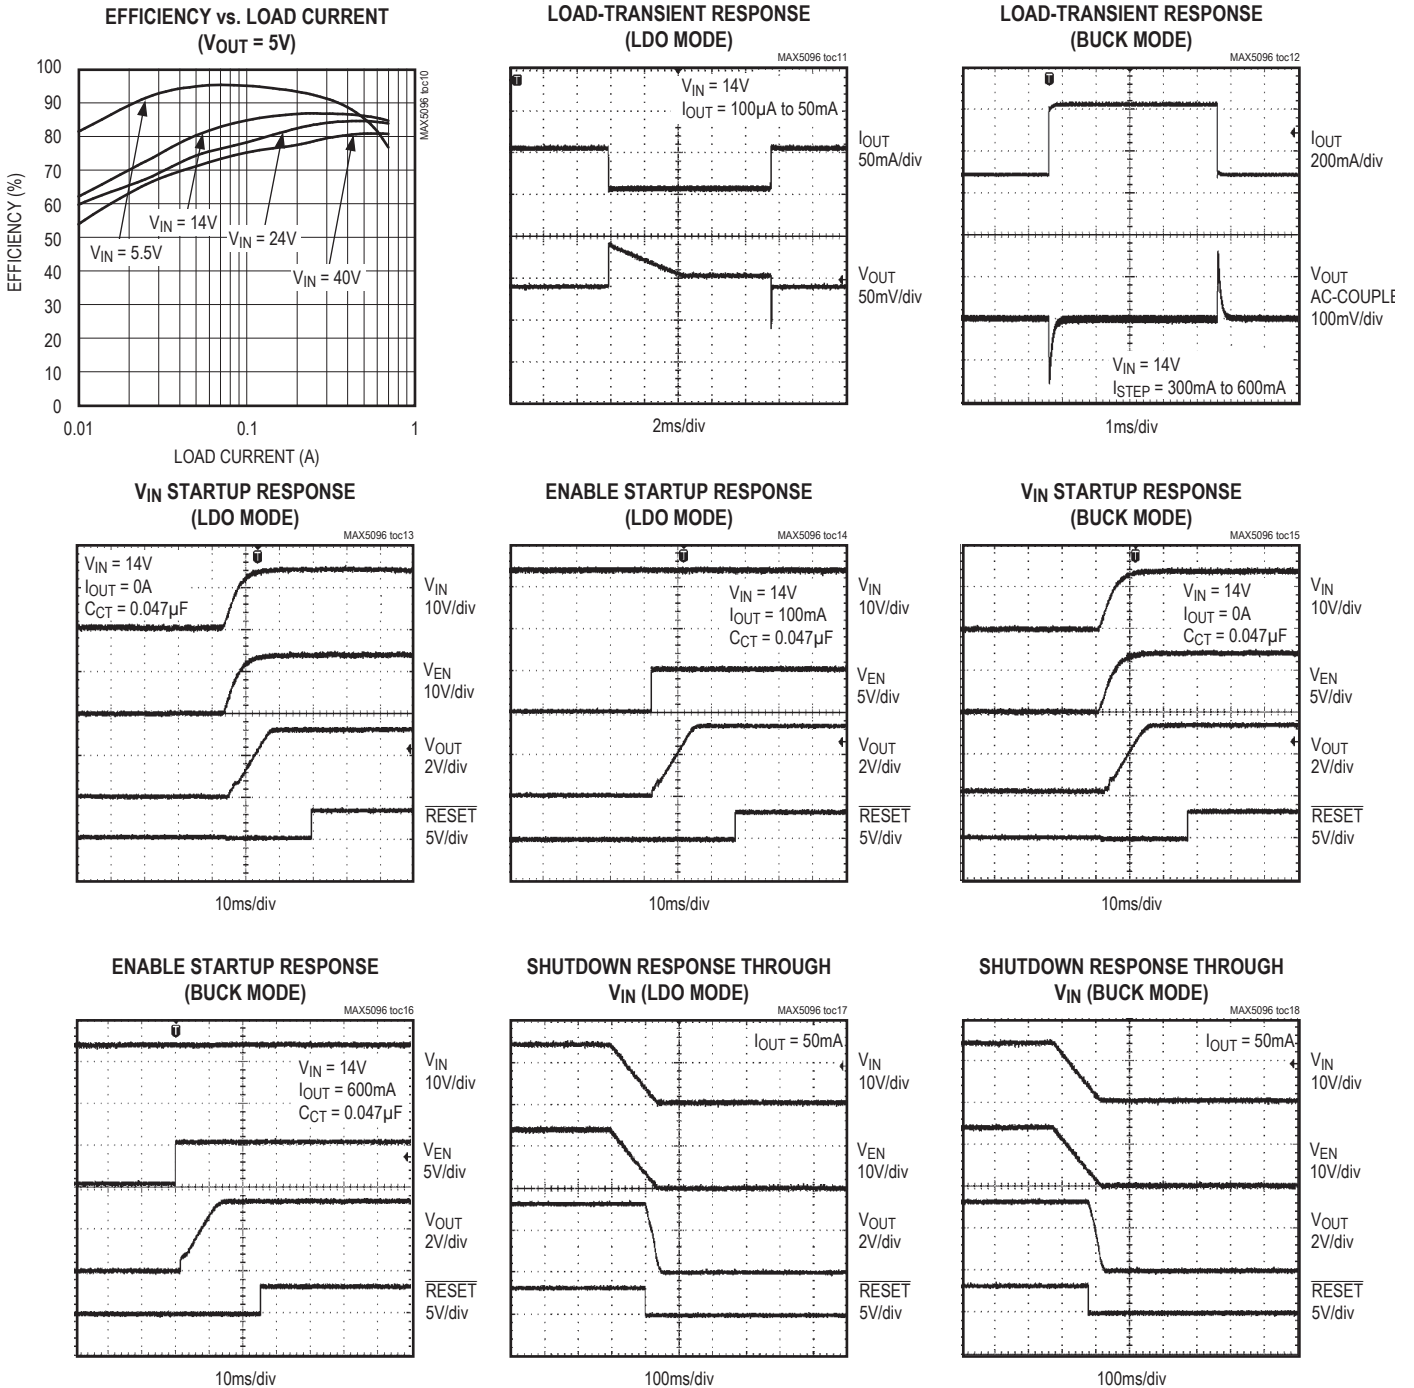 EFFICIENCY vs. LOAD CURRENT
(VOUT = 5V)
MAX5096 toc10
100
90
80
70
60
50
40
30
20
10
0
EFFICIENCY (%)
VIN = 5.5V
VIN = 14V
VIN = 24V
VIN = 40V
0.01
0.1
1
LOAD CURRENT (A)
LOAD-TRANSIENT RESPONSE
(LDO MODE)
MAX5096 toc11
VIN = 14V
IOUT = 100µA to 50mA
IOUT
50mA/div
VOUT
50mV/div
2ms/div
LOAD-TRANSIENT RESPONSE
(BUCK MODE)
MAX5096 toc12
IOUT
200mA/div
VOUT
AC-COUPLE
100mV/div
VIN = 14V
ISTEP = 300mA to 600mA
1ms/div
VIN STARTUP RESPONSE
(LDO MODE)
MAX5096 toc13
VIN = 14V
IOUT = 0A
CCT = 0.047µF
VIN
10V/div
VEN
10V/div
VOUT
2V/div
RESET
5V/div
10ms/div
ENABLE STARTUP RESPONSE
(LDO MODE)
MAX5096 toc14
VIN = 14V
IOUT = 100mA
CCT = 0.047µF
VIN
10V/div
VEN
5V/div
VOUT
2V/div
RESET
5V/div
10ms/div
VIN STARTUP RESPONSE
(BUCK MODE)
MAX5096 toc15
VIN = 14V
IOUT = 0A
CCT = 0.047µF
VIN
10V/div
VEN
5V/div
VOUT
2V/div
RESET
5V/div
10ms/div
ENABLE STARTUP RESPONSE
(BUCK MODE)
MAX5096 toc16
VIN = 14V
IOUT = 600mA
CCT = 0.047µF
VIN
10V/div
VEN
5V/div
VOUT
2V/div
RESET
5V/div
10ms/div
SHUTDOWN RESPONSE THROUGH
VIN (LDO MODE)
MAX5096 toc17
IOUT = 50mA
VIN
10V/div
VEN
10V/div
VOUT
2V/div
RESET
5V/div
100ms/div
SHUTDOWN RESPONSE THROUGH
VIN (BUCK MODE)
MAX5096 toc18
IOUT = 50mA
VIN
10V/div
VEN
10V/div
VOUT
2V/div
RESET
5V/div
100ms/div